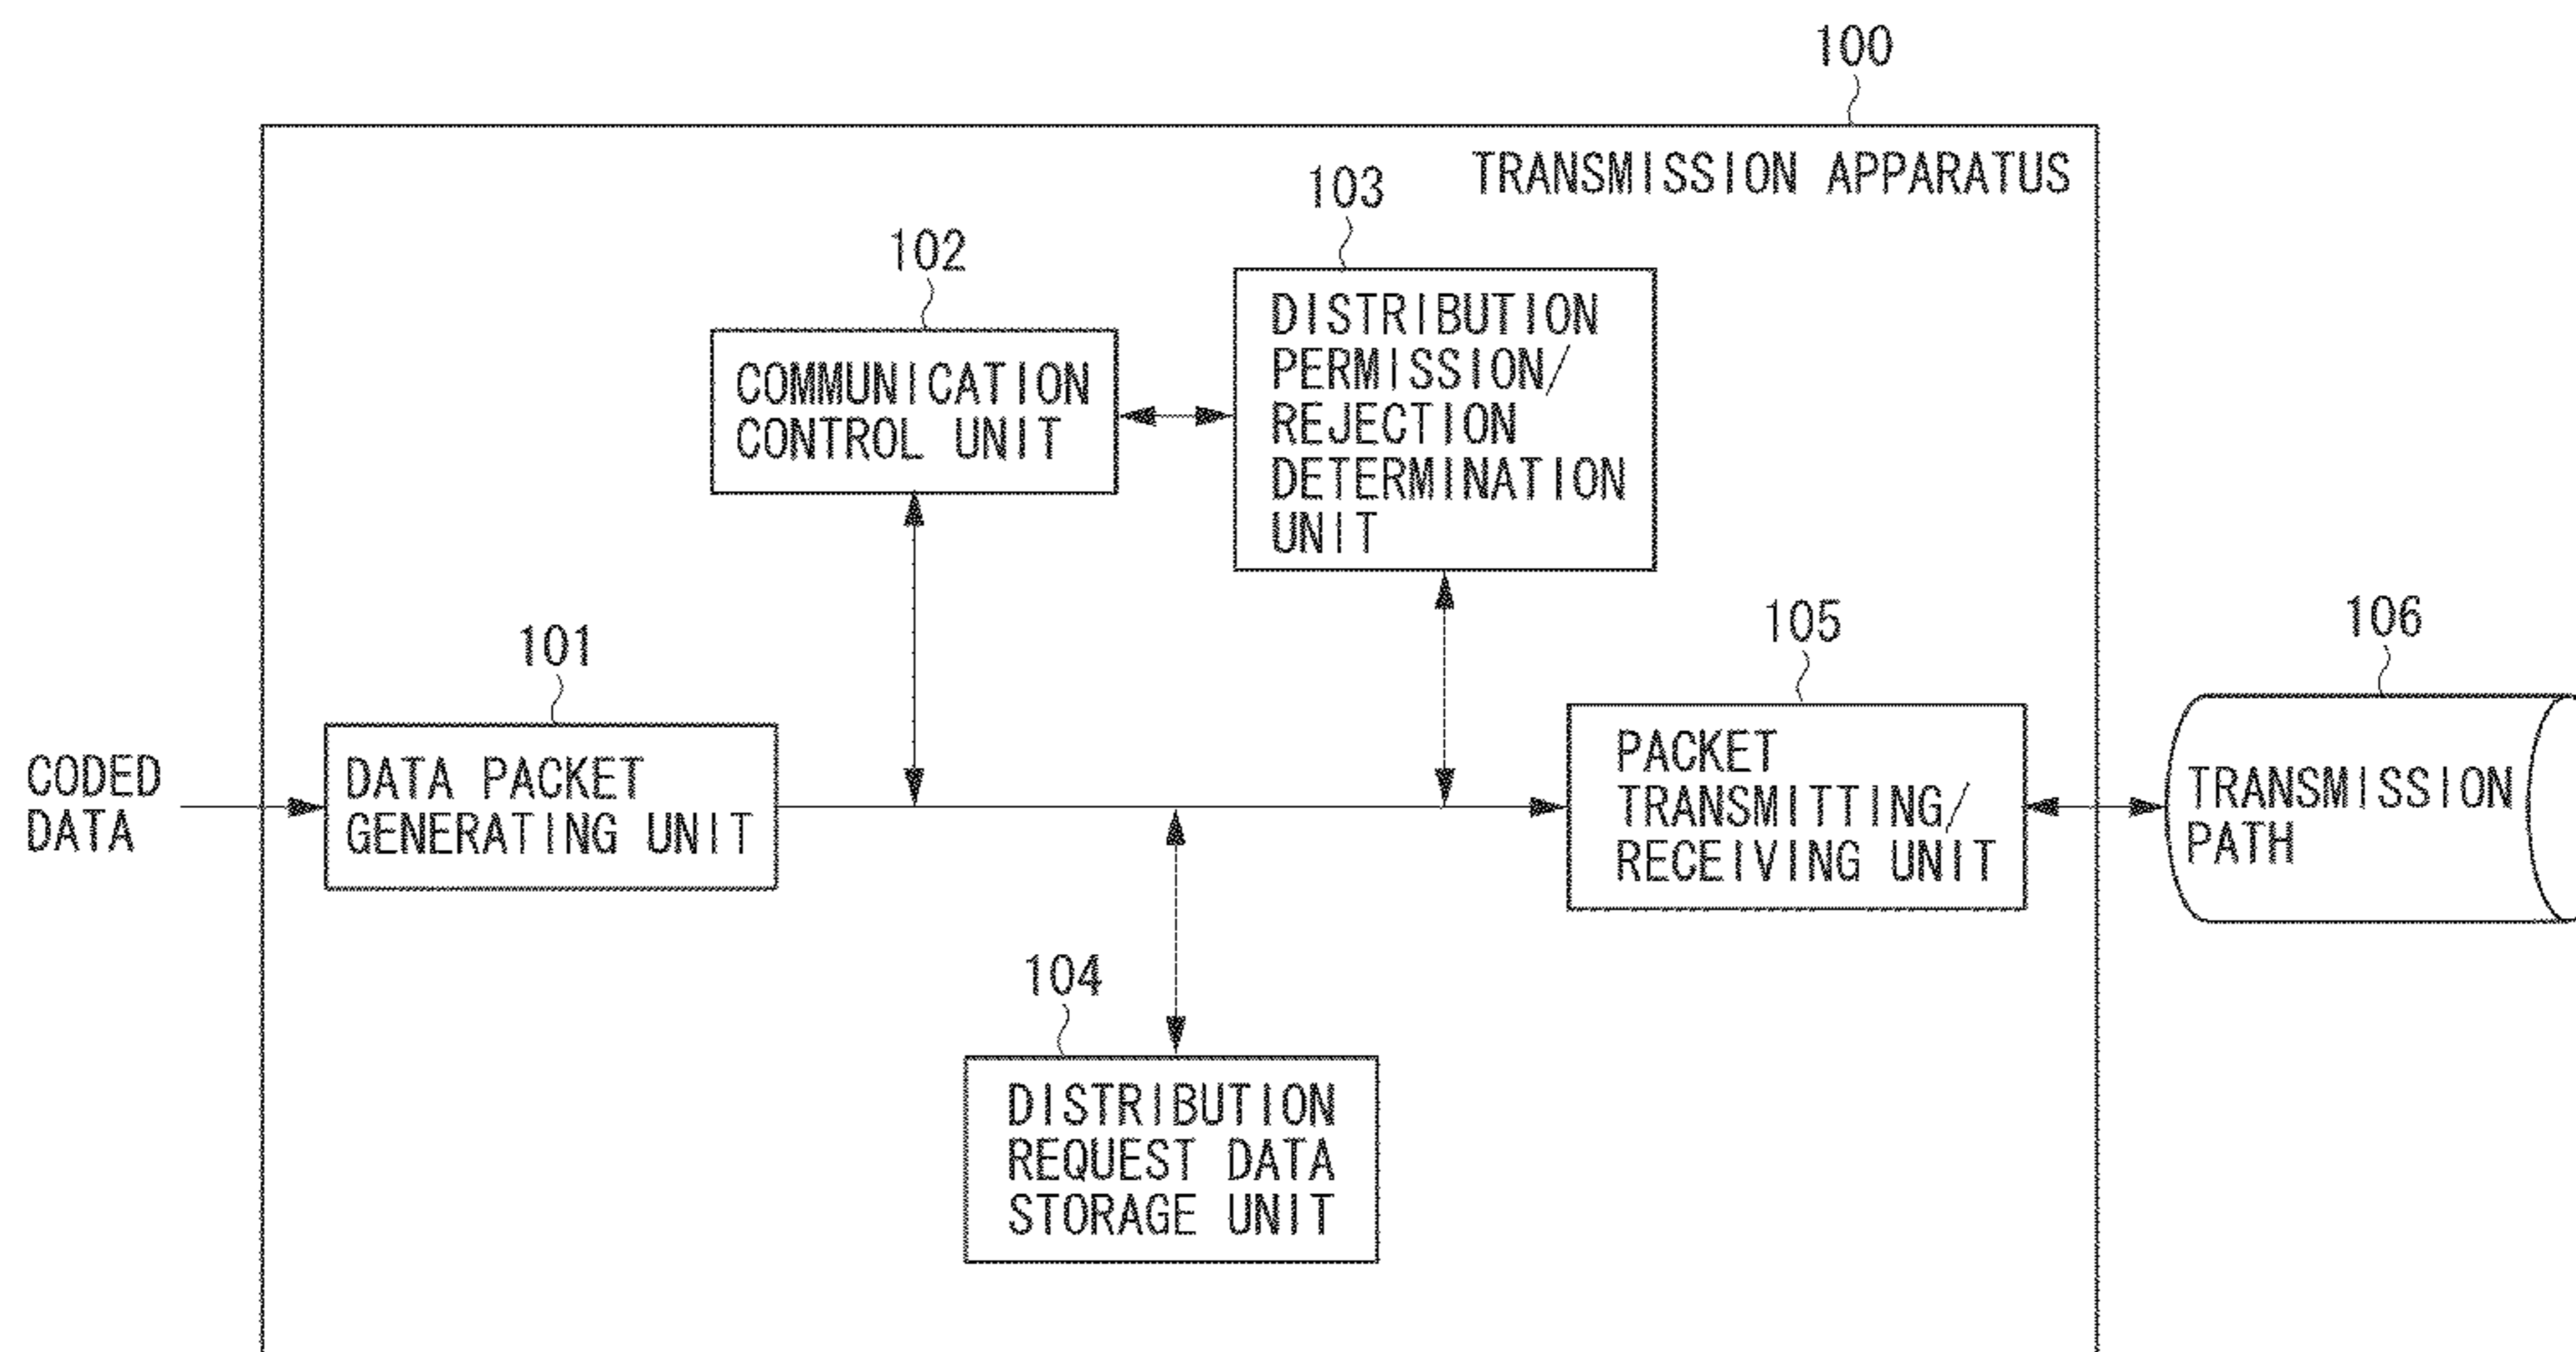 100
TRANSMISSION APPARATUS
103
102
DISTRIBUTION
PERMISSION/
REJECTION
DETERMINATION
UNIT
COMMUNICATION
CONTROL UNIT
101
105
106
CODED
DATA
DATA PACKET
GENERATING UNIT
PACKET
TRANSMITTING/
RECEIVING UNIT
TRANSMISSION
PATH
104
DISTRIBUTION
REQUEST DATA
STORAGE UNIT